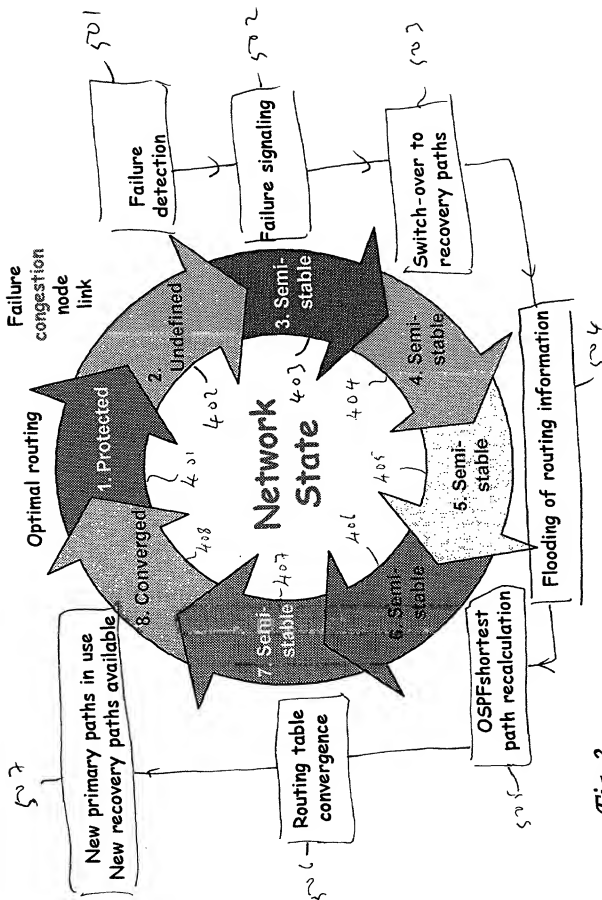 Optimal routing
Failure
congestion
node
link
501
Failure
detection
502
Failure signaling
503
Switch-over to
recovery paths
504
Flooding of routing information
505
OSPFshortest
path recalculation
506
Routing table
convergence
507
New primary paths in use
New recovery paths available
Network
State
1. Protected
401
2. Undefined
402
3. Semi-
stable
403
4. Semi-
stable
404
5. Semi-
stable
405
6. Semi-
stable
406
7. Semi-
stable
407
8. Converged
408